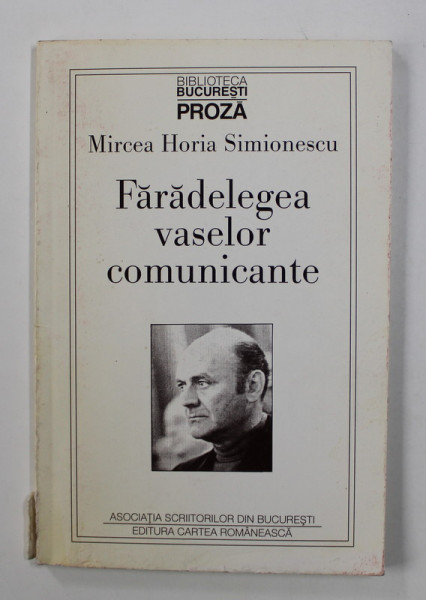 BIBLIOTECA
BUCUREȘTI
PROZĂ
Mircea Horia Simionescu
Fărădelegea
vaselor
comunicante
ASOCIAȚIA SCRIITORILOR DIN BUCUREȘTI
EDITURA CARTEA ROMÂNEASCĂ